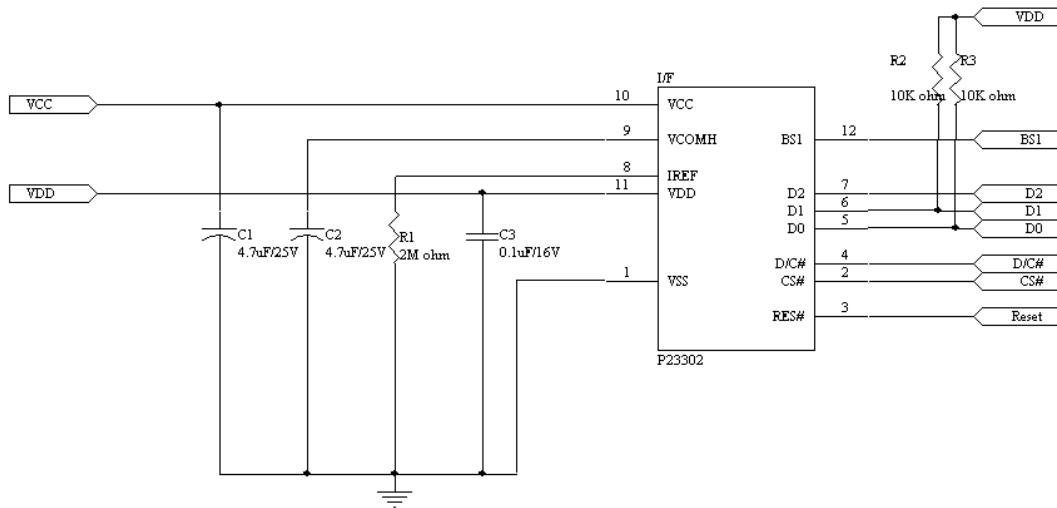 VDD
R2
R3
10K ohm
10K ohm
I/F
VCC
10
VCC
9
VCOMH
BS1
12
BS1
8
IREF
VDD
11
VDD
D2
7
D2
D1
6
D1
D0
5
D0
C1
4.7uF/25V
C2
4.7uF/25V
R1
2M ohm
C3
0.1uF/16V
D/C#
4
D/C#
1
VSS
CS#
2
CS#
RES#
3
Reset
P23302